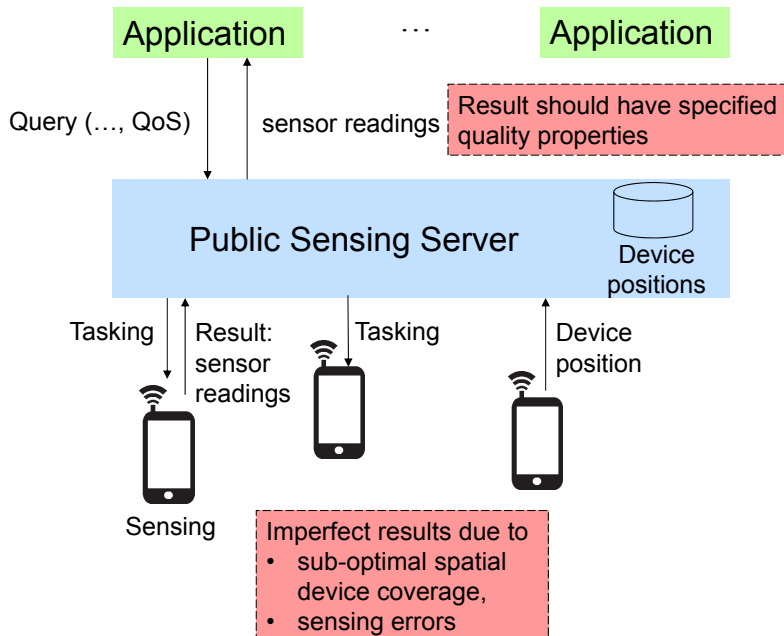 Application
...
Application
Query (…, QoS)
sensor readings
Result should have specified
quality properties
Public Sensing Server
Device
positions
Tasking
Result:
sensor
readings
Tasking
Device
position
Sensing
Imperfect results due to
• sub-optimal spatial
device coverage,
• sensing errors